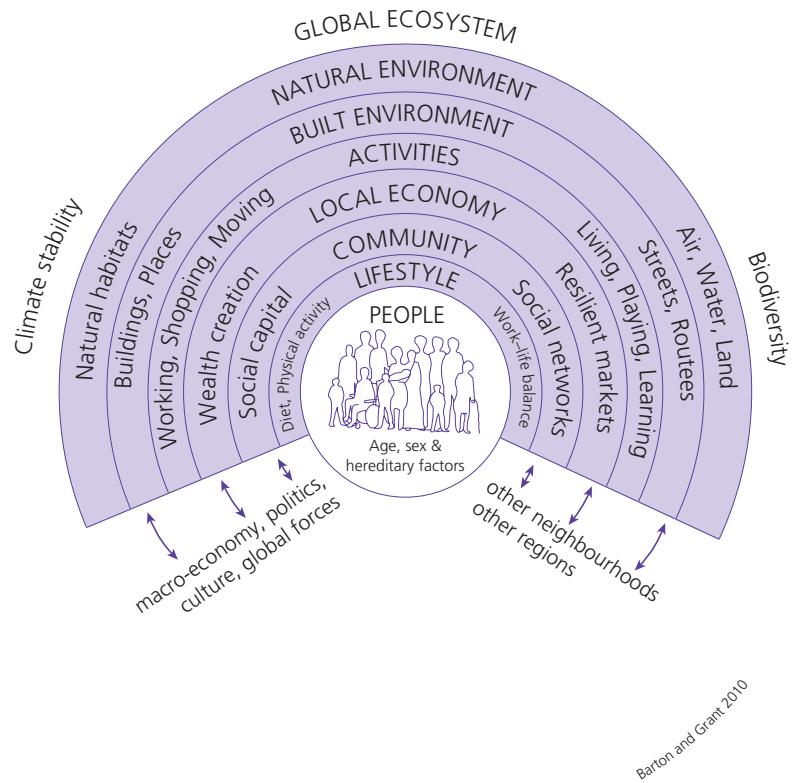 GLOBAL ECOSYSTEM
NATURAL ENVIRONMENT
BUILT ENVIRONMENT
ACTIVITIES
LOCAL ECONOMY
COMMUNITY
LIFESTYLE
PEOPLE
Age, sex &
hereditary factors
Climate stability
Natural habitats
Buildings, Places
Working, Shopping, Moving
Wealth creation
Social capital
Diet, Physical activity
Work–life balance
Social networks
Resilient markets
Living, Playing, Learning
Streets, Routees
Air, Water, Land
Biodiversity
macro-economy, politics,
culture, global forces
other neighbourhoods
other regions
Barton and Grant 2010